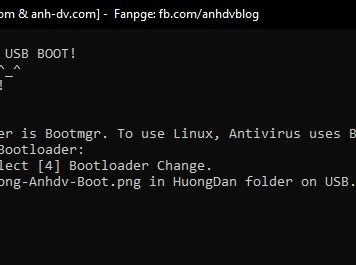 om & anh-dv.com] - Fanpge: fb.com/anhdvblog
USB BOOT!
^_^
!
er is Bootmgr. To use Linux, Antivirus uses B
Bootloader:
lect [4] Bootloader Change.
ong-Anhdv-Boot.png in HuongDan folder on USB.